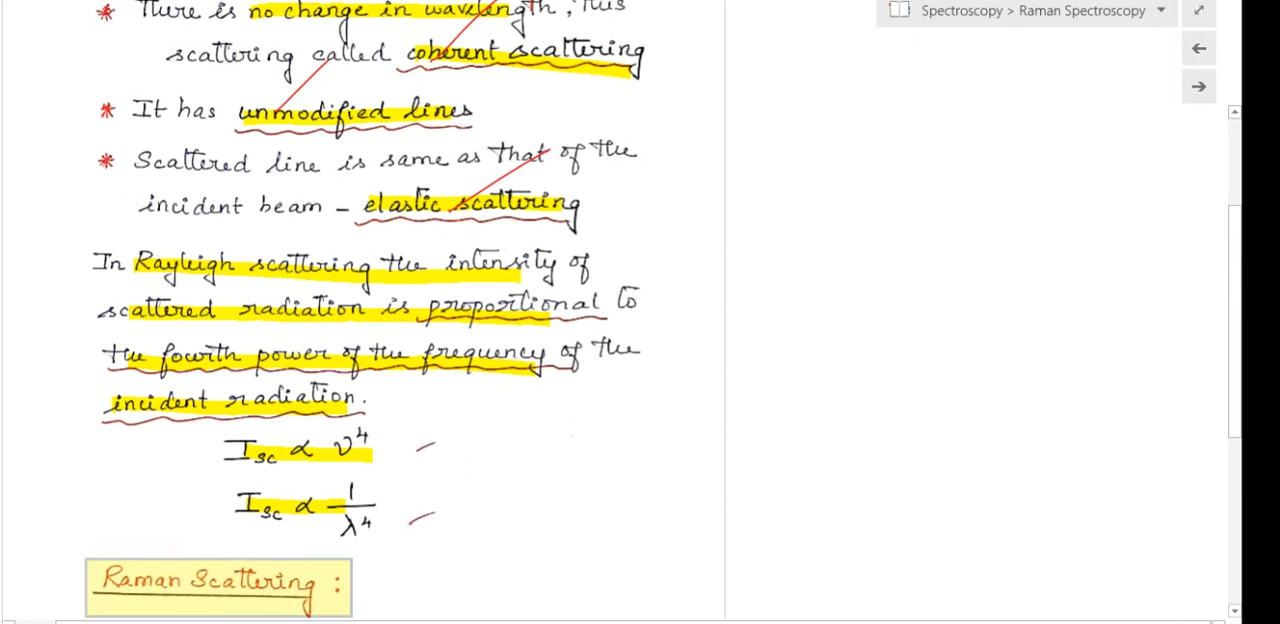 * There is no change in wavelength, this
scattering called coherent scattering
* It has unmodified lines
* Scattered line is same as that of the
incident beam - elastic scattering
In Rayleigh scattering the intensity of
scattered radiation is proportional to
the fourth power of the frequency of the
incident radiation.
Isc ∝ ν⁴
Isc ∝ 1/λ⁴
Raman Scattering :
Spectroscopy > Raman Spectroscopy